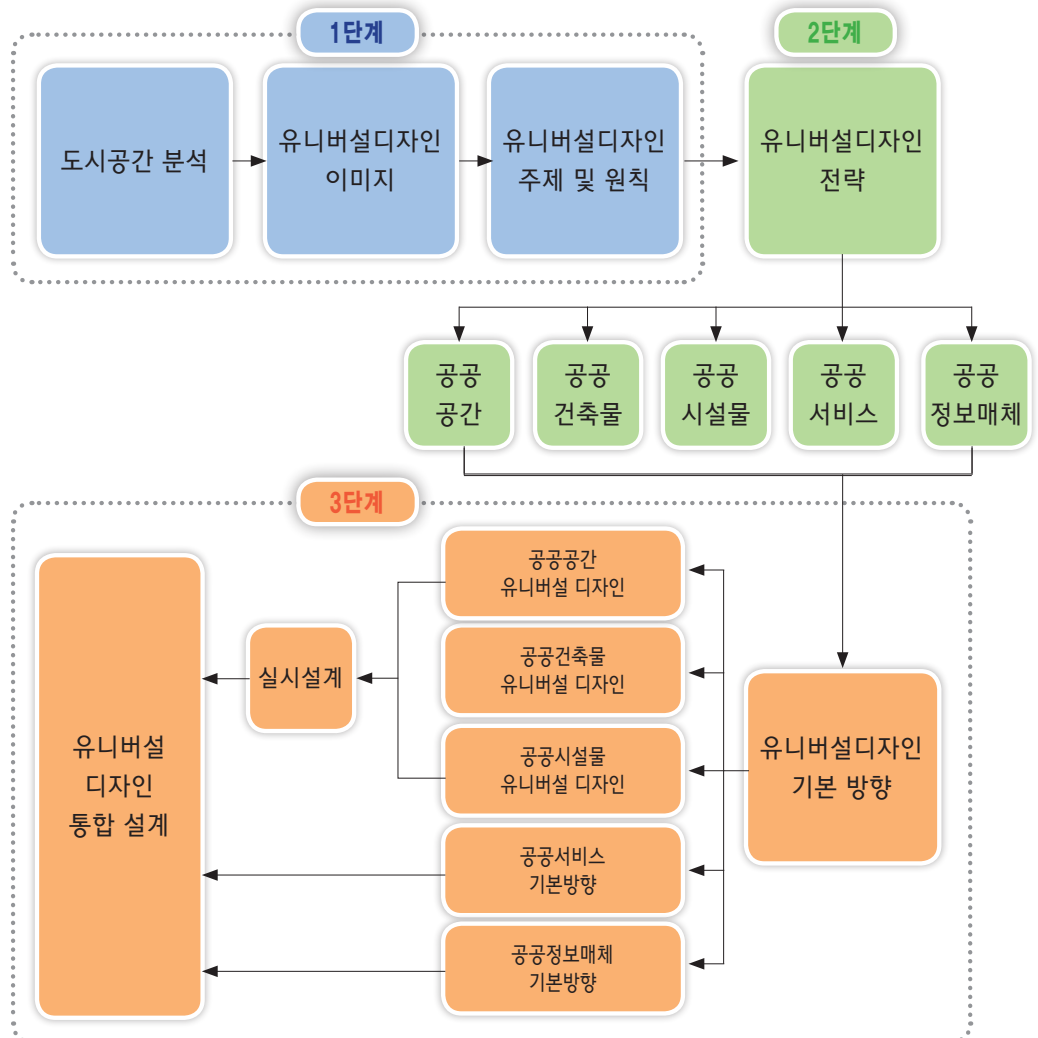 1단계
도시공간 분석
유니버설디자인
이미지
유니버설디자인
주제 및 원칙
2단계
유니버설디자인
전략
공공
공간
공공
건축물
공공
시설물
공공
서비스
공공
정보매체
3단계
유니버설디자인
기본 방향
공공공간
유니버설 디자인
공공건축물
유니버설 디자인
공공시설물
유니버설 디자인
공공서비스
기본방향
공공정보매체
기본방향
실시설계
유니버설
디자인
통합 설계